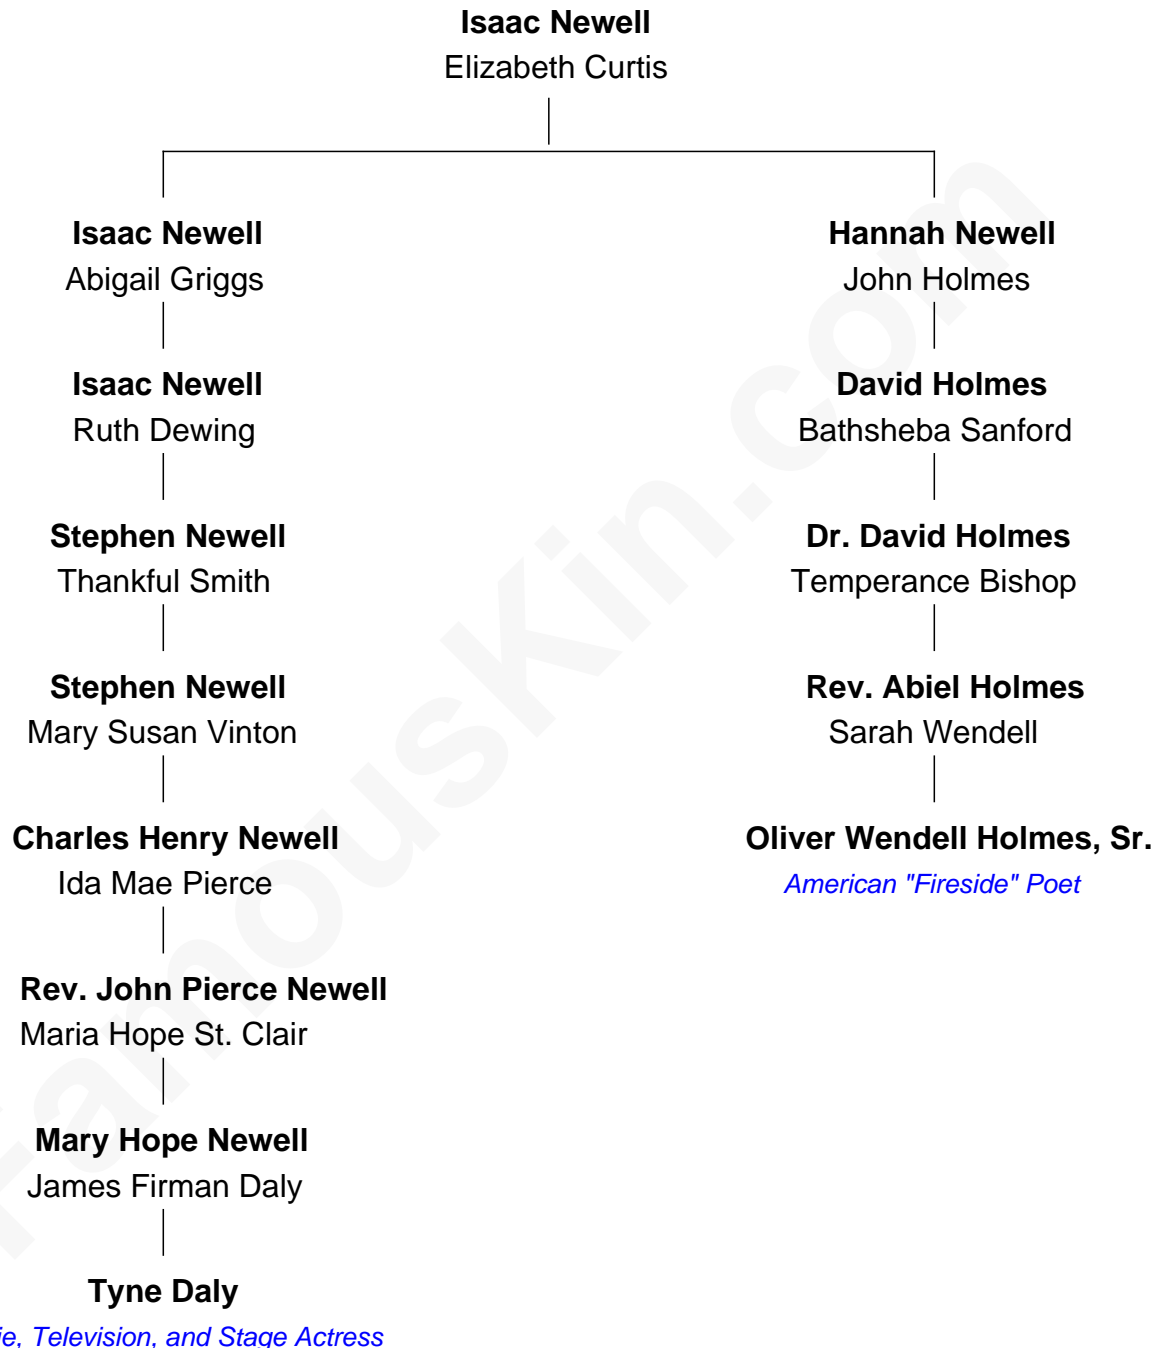 Isaac Newell
Elizabeth Curtis
Isaac Newell
Abigail Griggs
Isaac Newell
Ruth Dewing
Stephen Newell
Thankful Smith
Stephen Newell
Mary Susan Vinton
Charles Henry Newell
Ida Mae Pierce
Rev. John Pierce Newell
Maria Hope St. Clair
Mary Hope Newell
James Firman Daly
Tyne Daly
Television, and Stage Actress
Hannah Newell
John Holmes
David Holmes
Bathsheba Sanford
Dr. David Holmes
Temperance Bishop
Rev. Abiel Holmes
Sarah Wendell
Oliver Wendell Holmes, Sr.
American "Fireside" Poet
FamousKin.com